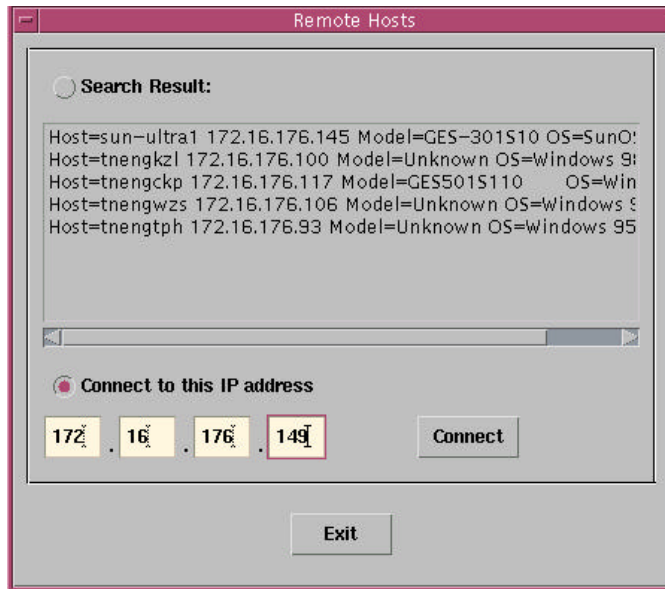 Remote Hosts
Search Result:
Host=sun-ultra1 172.16.176.145 Model=GES-301S10 OS=SunO
Host=tnengkzl 172.16.176.100 Model=Unknown OS=Windows 9
Host=tnengckp 172.16.176.117 Model=GES501S110 OS=Win
Host=tnengwzs 172.16.176.106 Model=Unknown OS=Windows
Host=tnengtph 172.16.176.93 Model=Unknown OS=Windows 95
Connect to this IP address
172 . 16 . 176 . 149 Connect
Exit